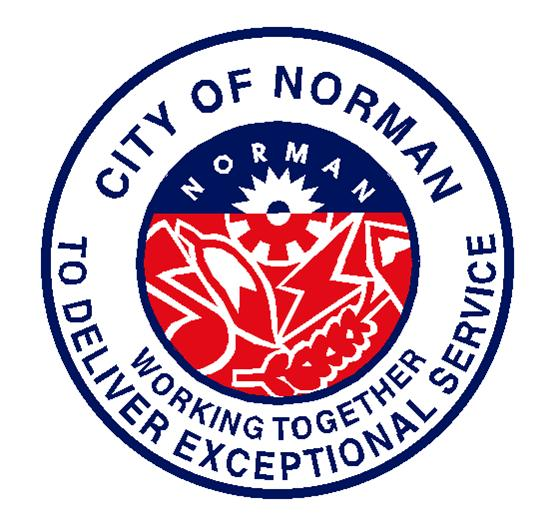 CITY OF NORMAN
NORMAN
WORKING TOGETHER
TO DELIVER EXCEPTIONAL SERVICE